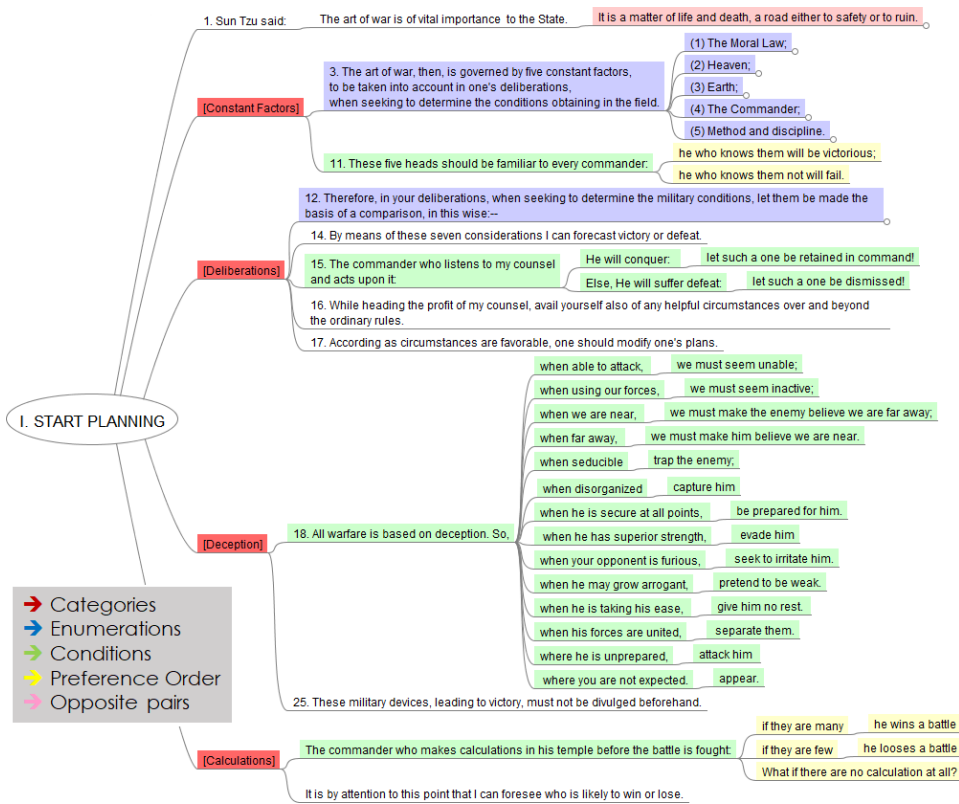 1. Sun Tzu said:
The art of war is of vital importance to the State.
It is a matter of life and death, a road either to safety or to ruin.
[Constant Factors]
3. The art of war, then, is governed by five constant factors,
to be taken into account in one's deliberations,
when seeking to determine the conditions obtaining in the field.
(1) The Moral Law;
(2) Heaven;
(3) Earth;
(4) The Commander;
(5) Method and discipline.
11. These five heads should be familiar to every commander:
he who knows them will be victorious;
he who knows them not will fail.
[Deliberations]
12. Therefore, in your deliberations, when seeking to determine the military conditions, let them be made the
basis of a comparison, in this wise:--
14. By means of these seven considerations I can forecast victory or defeat.
15. The commander who listens to my counsel
and acts upon it:
He will conquer:
let such a one be retained in command!
Else, He will suffer defeat:
let such a one be dismissed!
16. While heading the profit of my counsel, avail yourself also of any helpful circumstances over and beyond
the ordinary rules.
17. According as circumstances are favorable, one should modify one's plans.
I. START PLANNING
[Deception]
18. All warfare is based on deception. So,
when able to attack,
we must seem unable;
when using our forces,
we must seem inactive;
when we are near,
we must make the enemy believe we are far away;
when far away,
we must make him believe we are near.
when seducible
trap the enemy;
when disorganized
capture him
when he is secure at all points,
be prepared for him.
when he has superior strength,
evade him
when your opponent is furious,
seek to irritate him.
when he may grow arrogant,
pretend to be weak.
when he is taking his ease,
give him no rest.
when his forces are united,
separate them.
where he is unprepared,
attack him
where you are not expected.
appear.
25. These military devices, leading to victory, must not be divulged beforehand.
Categories
Enumerations
Conditions
Preference Order
Opposite pairs
[Calculations]
The commander who makes calculations in his temple before the battle is fought:
if they are many
he wins a battle
if they are few
he looses a battle
What if there are no calculation at all?
It is by attention to this point that I can foresee who is likely to win or lose.